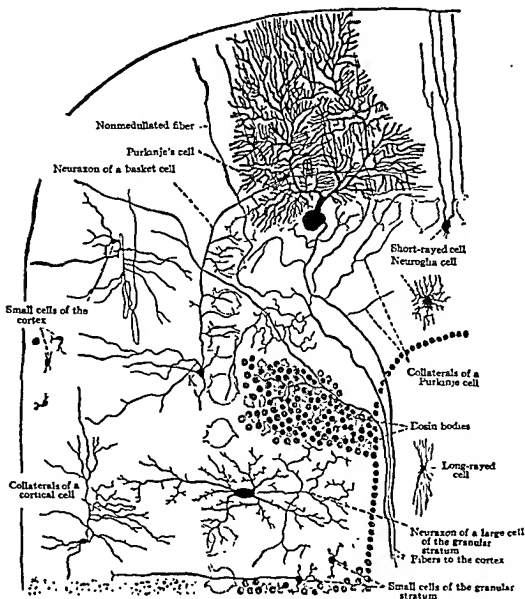 Nonmedullated fiber
Purkinje's cell
Neuraxon of a basket cell
Short-rayed cell
Neuroglia cell
Small cells of the
cortex
Collaterals of a
Purkinje cell
Eosin bodies
Long-rayed
cell
Collaterals of a
cortical cell
Neuraxon of a large cell
of the granular
stratum
Fibers to the cortex
Small cells of the granular
stratum